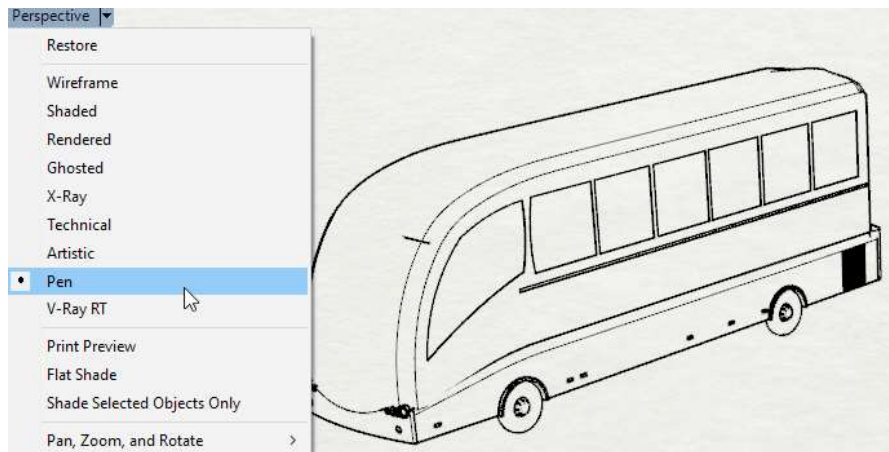 Perspective
Restore
Wireframe
Shaded
Rendered
Ghosted
X-Ray
Technical
Artistic
Pen
V-Ray RT
Print Preview
Flat Shade
Shade Selected Objects Only
Pan, Zoom, and Rotate